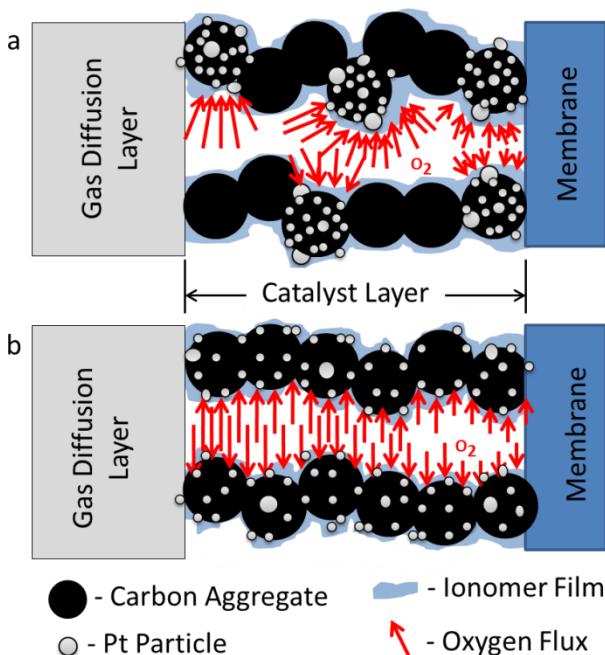 a
Gas Diffusion
Layer
O₂
Membrane
Catalyst Layer
b
Gas Diffusion
Layer
O₂
Membrane
- Carbon Aggregate
- Ionomer Film
- Pt Particle
- Oxygen Flux